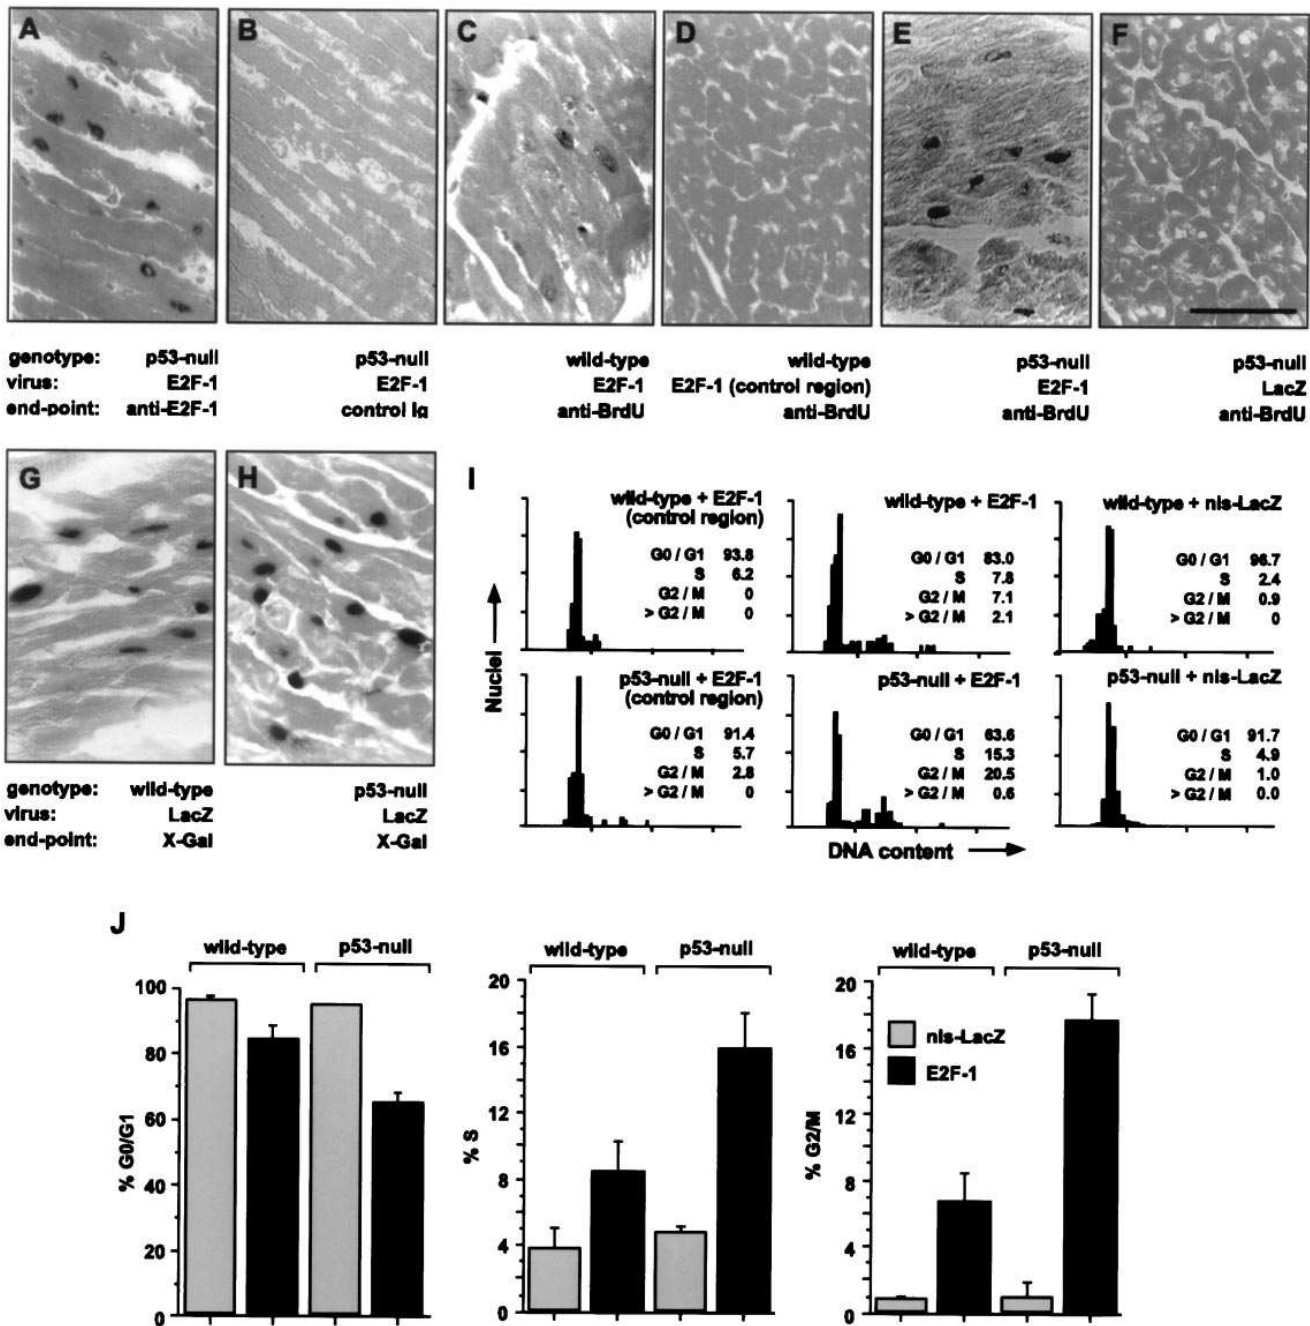 A B C D E F
genotype: p53-null p53-null wild-type wild-type p53-null p53-null
virus: E2F-1 E2F-1 E2F-1 E2F-1 (control region) E2F-1 LacZ
end-point: anti-E2F-1 control Ig anti-BrdU anti-BrdU anti-BrdU anti-BrdU
G H
genotype: wild-type p53-null
virus: LacZ LacZ
end-point: X-Gal X-Gal
I
Nuclei
wild-type + E2F-1
(control region)
G0 / G1 93.8
S 6.2
G2 / M 0
> G2 / M 0
wild-type + E2F-1
G0 / G1 83.0
S 7.8
G2 / M 7.1
> G2 / M 2.1
wild-type + nls-LacZ
G0 / G1 96.7
S 2.4
G2 / M 0.9
> G2 / M 0
p53-null + E2F-1
(control region)
G0 / G1 91.4
S 5.7
G2 / M 2.8
> G2 / M 0
p53-null + E2F-1
G0 / G1 63.6
S 15.3
G2 / M 20.5
> G2 / M 0.6
p53-null + nls-LacZ
G0 / G1 91.7
S 4.9
G2 / M 1.0
> G2 / M 0.0
DNA content
J
wild-type p53-null
% G0/G1
100
80
60
40
20
0
wild-type p53-null
% S
20
16
12
8
4
0
wild-type p53-null
% G2/M
20
16
12
8
4
0
nls-LacZ
E2F-1